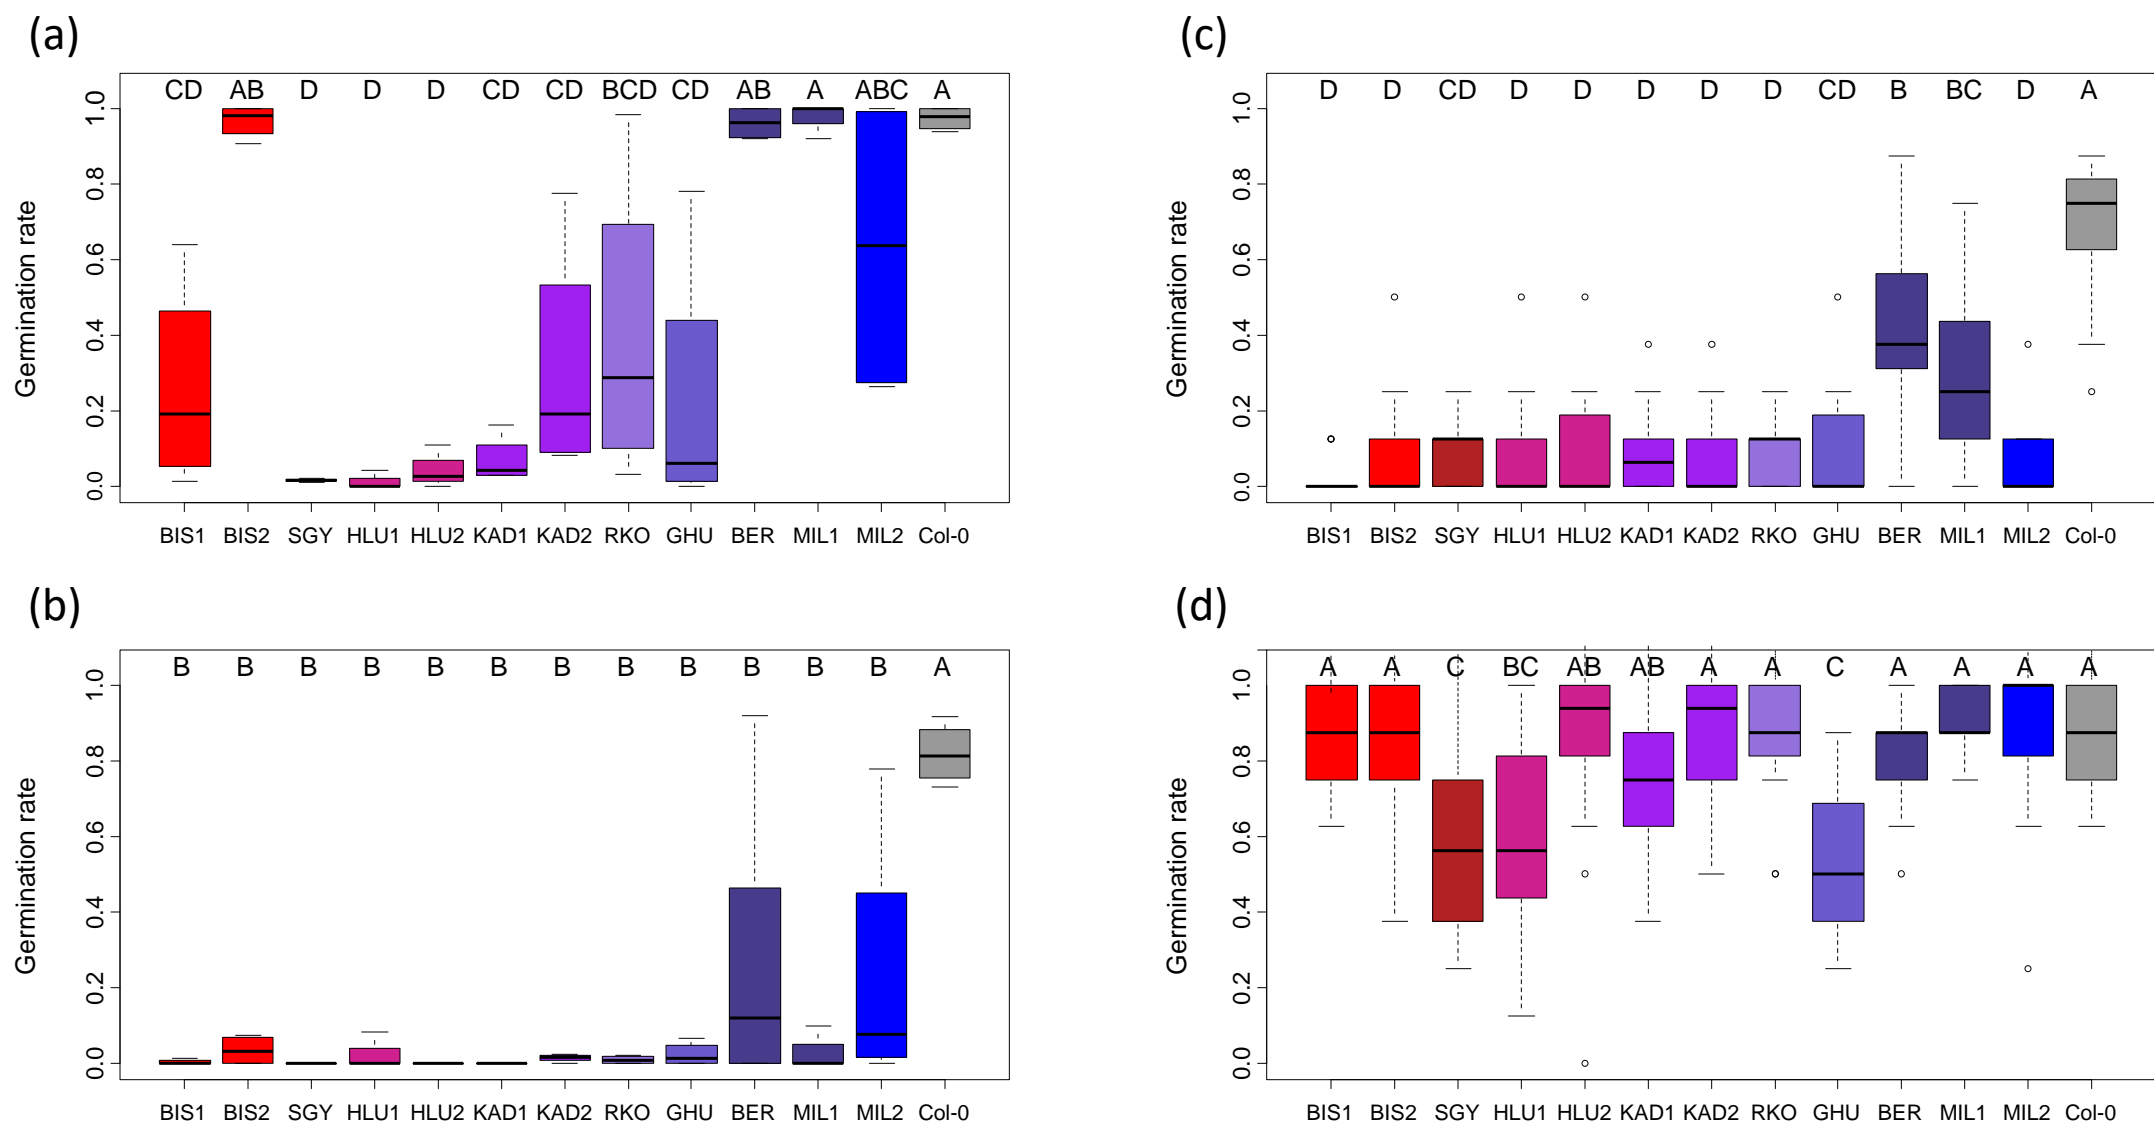 (a)
CD AB D D D CD CD BCD CD AB A ABC A
Germination rate
0.0 0.2 0.4 0.6 0.8 1.0
BIS1 BIS2 SGY HLU1 HLU2 KAD1 KAD2 RKO GHU BER MIL1 MIL2 Col-0
(b)
B B B B B B B B B B B B A
Germination rate
0.0 0.2 0.4 0.6 0.8 1.0
BIS1 BIS2 SGY HLU1 HLU2 KAD1 KAD2 RKO GHU BER MIL1 MIL2 Col-0
(c)
D D CD D D D D D CD B BC D A
Germination rate
0.0 0.2 0.4 0.6 0.8 1.0
BIS1 BIS2 SGY HLU1 HLU2 KAD1 KAD2 RKO GHU BER MIL1 MIL2 Col-0
(d)
A A C BC AB AB A A C A A A A
Germination rate
0.0 0.2 0.4 0.6 0.8 1.0
BIS1 BIS2 SGY HLU1 HLU2 KAD1 KAD2 RKO GHU BER MIL1 MIL2 Col-0